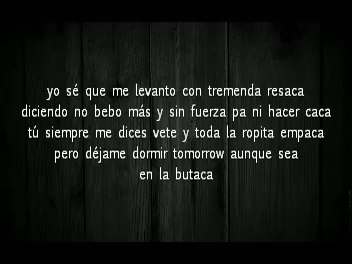 yo sé que me levanto con tremenda resaca
diciendo no bebo más y sin fuerza pa ni hacer caca
tú siempre me dices vete y toda la ropita empaca
pero déjame dormir tomorrow aunque sea
en la butaca